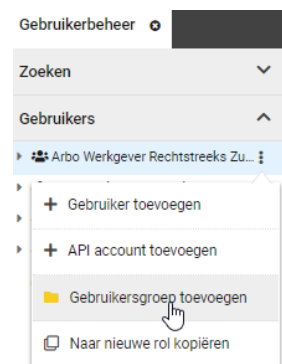 Gebruikerbeheer
Zoeken
Gebruikers
Arbo Werkgever Rechtstreeks Zu...
Gebruiker toevoegen
API account toevoegen
Gebruikersgroep toevoegen
Naar nieuwe rol kopiëren